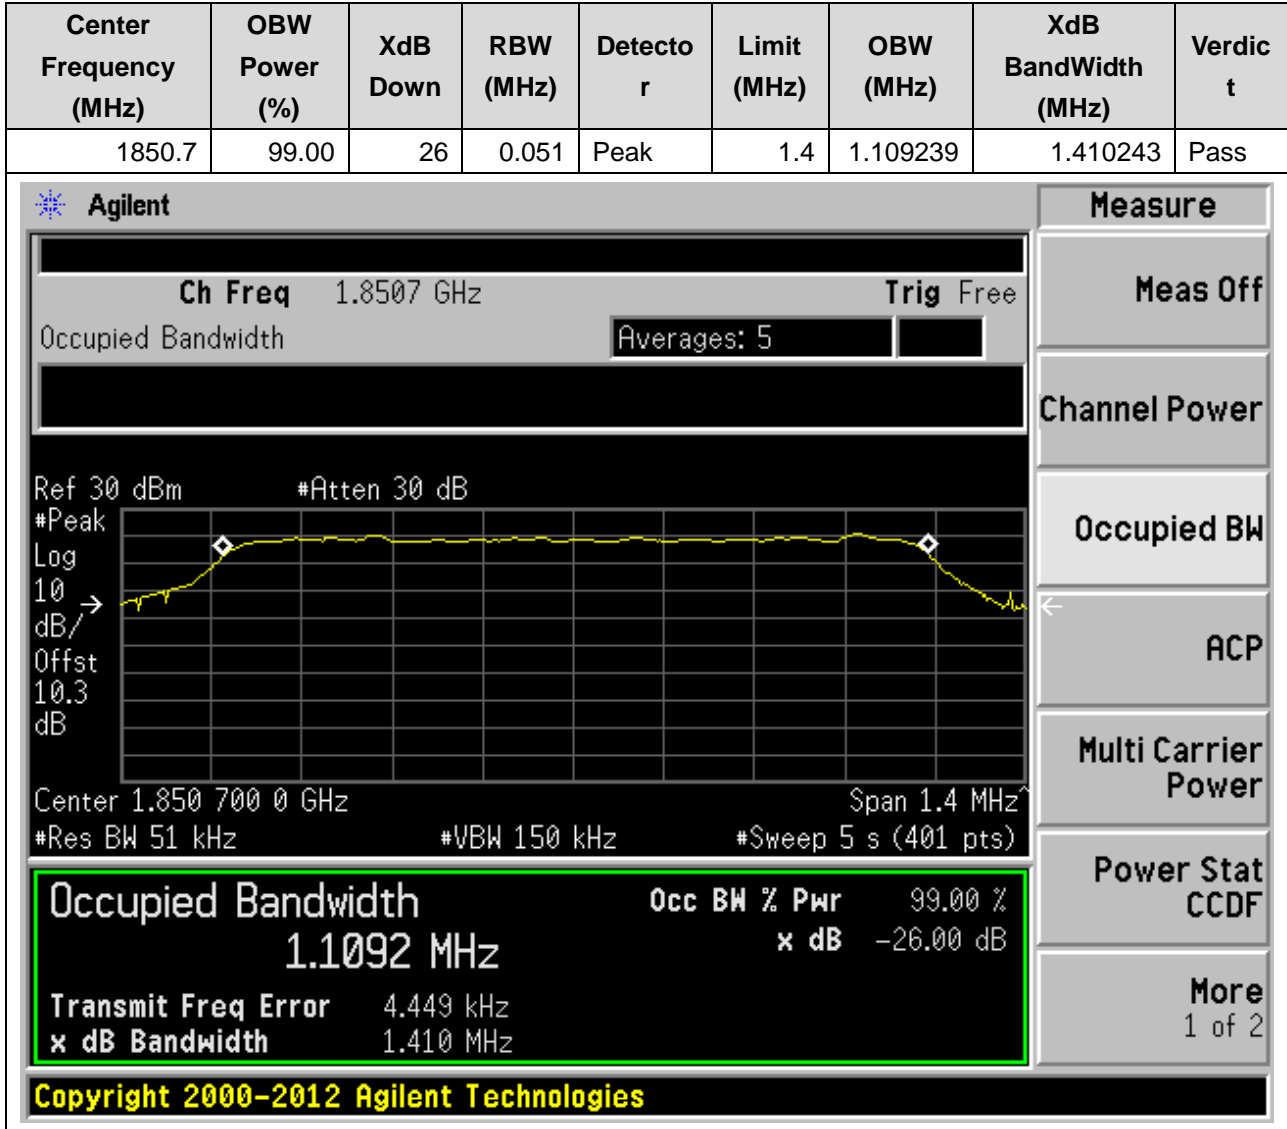 Center Frequency (MHz) OBW Power (%) XdB Down RBW (MHz) Detecto r Limit (MHz) OBW (MHz) XdB BandWidth (MHz) Verdic t
1850.7 99.00 26 0.051 Peak 1.4 1.109239 1.410243 Pass
Agilent
Measure
Ch Freq 1.8507 GHz Trig Free
Meas Off
Occupied Bandwidth Averages: 5
Channel Power
Ref 30 dBm #Atten 30 dB
#Peak
Log
10
dB/
Offst
10.3
dB
Occupied BW
ACP
Multi Carrier
Power
Center 1.850 700 0 GHz Span 1.4 MHz^
#Res BW 51 kHz #VBW 150 kHz #Sweep 5 s (401 pts)
Power Stat
CCDF
Occupied Bandwidth Occ BW % Pwr 99.00 %
1.1092 MHz x dB -26.00 dB
Transmit Freq Error 4.449 kHz
x dB Bandwidth 1.410 MHz
More
1 of 2
Copyright 2000-2012 Agilent Technologies